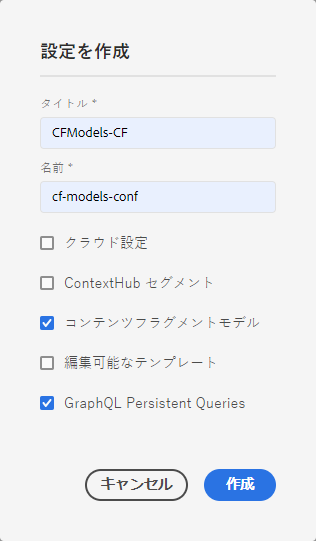 設定を作成
タイトル *
CFModels-CF
名前 *
cf-models-conf
クラウド設定
ContextHub セグメント
コンテンツフラグメントモデル
編集可能なテンプレート
GraphQL Persistent Queries
キャンセル 作成